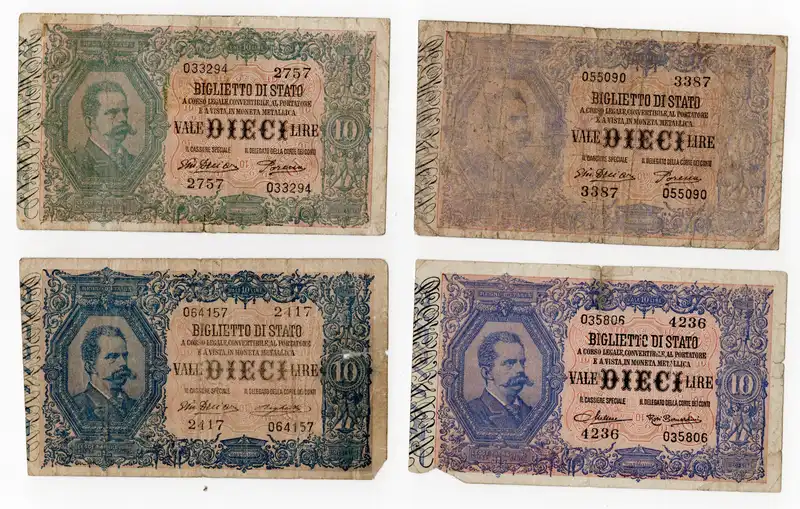 033294 2757
BIGLIETTO DI STATO
A CORSO LEGALE, CONVERTIBILE, AL PORTATORE
E A VISTA, IN MONETA METALLICA
VALE DIECI LIRE 10
IL CASSIERE SPECIALE IL DELEGATO DELLA CORTE DEI CONTI
2757 033294
055090 3387
BIGLIETTO DI STATO
A CORSO LEGALE, CONVERTIBILE, AL PORTATORE
E A VISTA, IN MONETA METALLICA
VALE DIECI LIRE
IL CASSIERE SPECIALE IL DELEGATO DELLA CORTE DEI CONTI
3387 055090
064157 2417
BIGLIETTO DI STATO
A CORSO LEGALE, CONVERTIBILE, AL PORTATORE
E A VISTA, IN MONETA METALLICA
VALE DIECI LIRE 10
IL CASSIERE SPECIALE IL DELEGATO DELLA CORTE DEI CONTI
2417 064157
035806 4236
BIGLIETTO DI STATO
A CORSO LEGALE, CONVERTIBILE, AL PORTATORE
E A VISTA, IN MONETA METALLICA
VALE DIECI LIRE 10
IL CASSIERE SPECIALE IL DELEGATO DELLA CORTE DEI CONTI
4236 035806